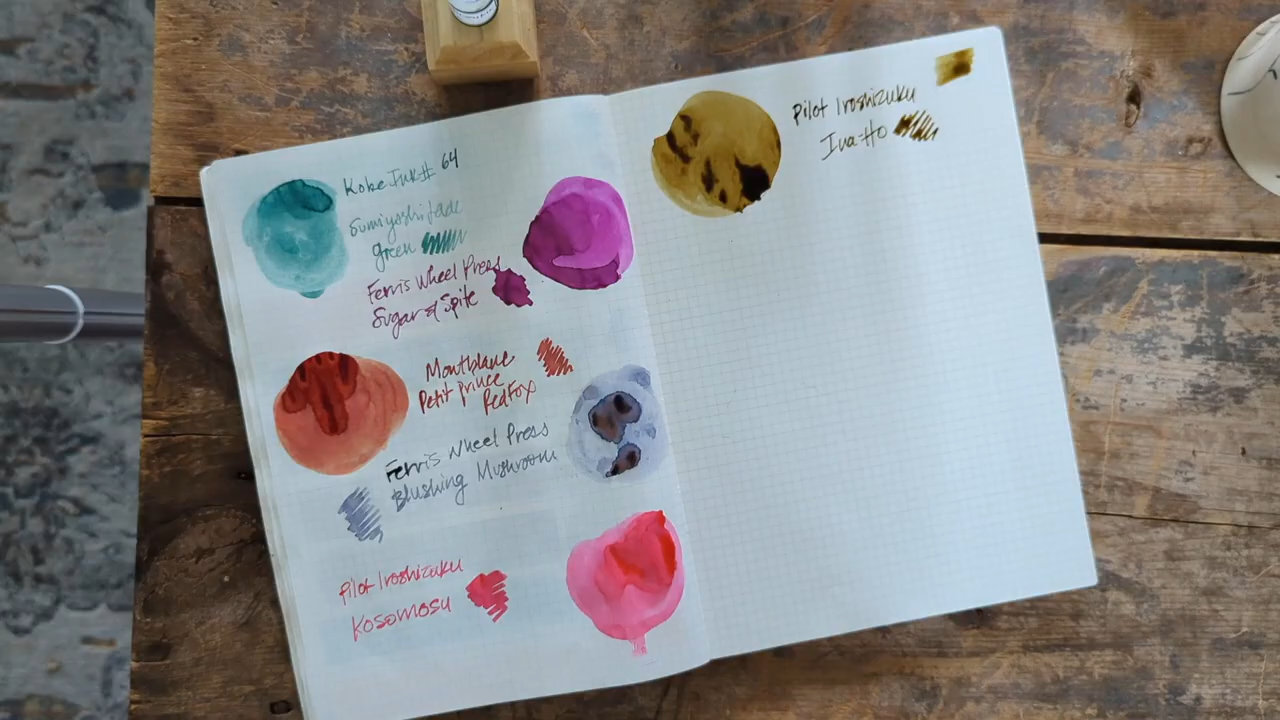 Kobe Ink # 64
Sumiyoshi Jade
green
Ferris Wheel Press
Sugar & Spite
Montblanc
Petit prince
Red Fox
Ferris Wheel Press
Blushing Mushroom
Pilot Iroshizuku
Kosomosu
Pilot Iroshizuku
Ina-Ho